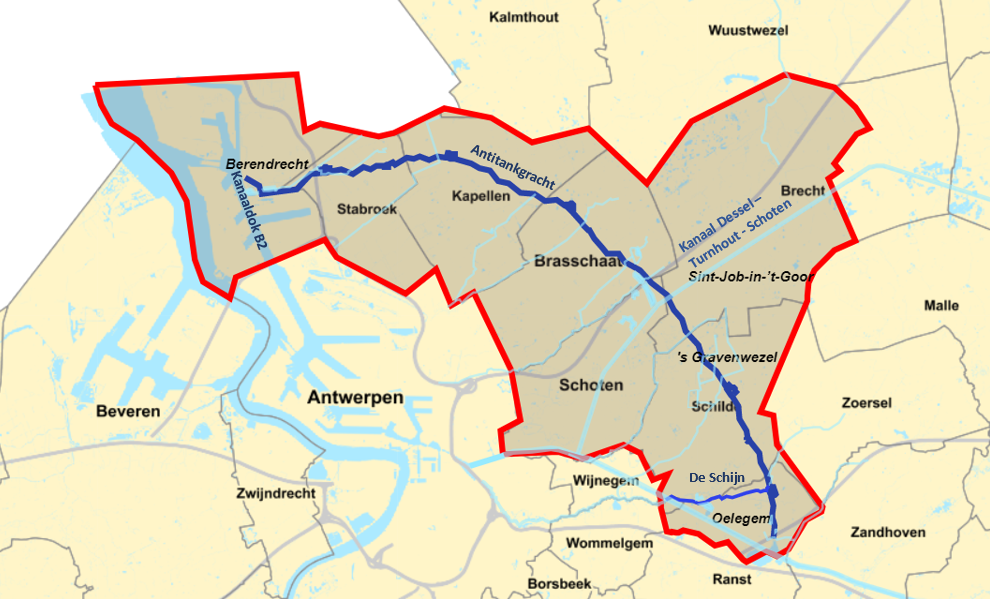 Kalmthout
Wuustwezel
Berendrecht
Antitankgracht
Kanaaldok B2
Stabroek
Kapellen
Brecht
Kanaal Dessel –
Turnhout - Schoten
Brasschaat
Sint-Job-in-'t-Goor
Malle
's Gravenwezel
Schoten
Schilde
Antwerpen
Beveren
Zoersel
De Schijn
Wijnegem
Zwijndrecht
Oelegem
Zandhoven
Wommelgem
Borsbeek
Ranst